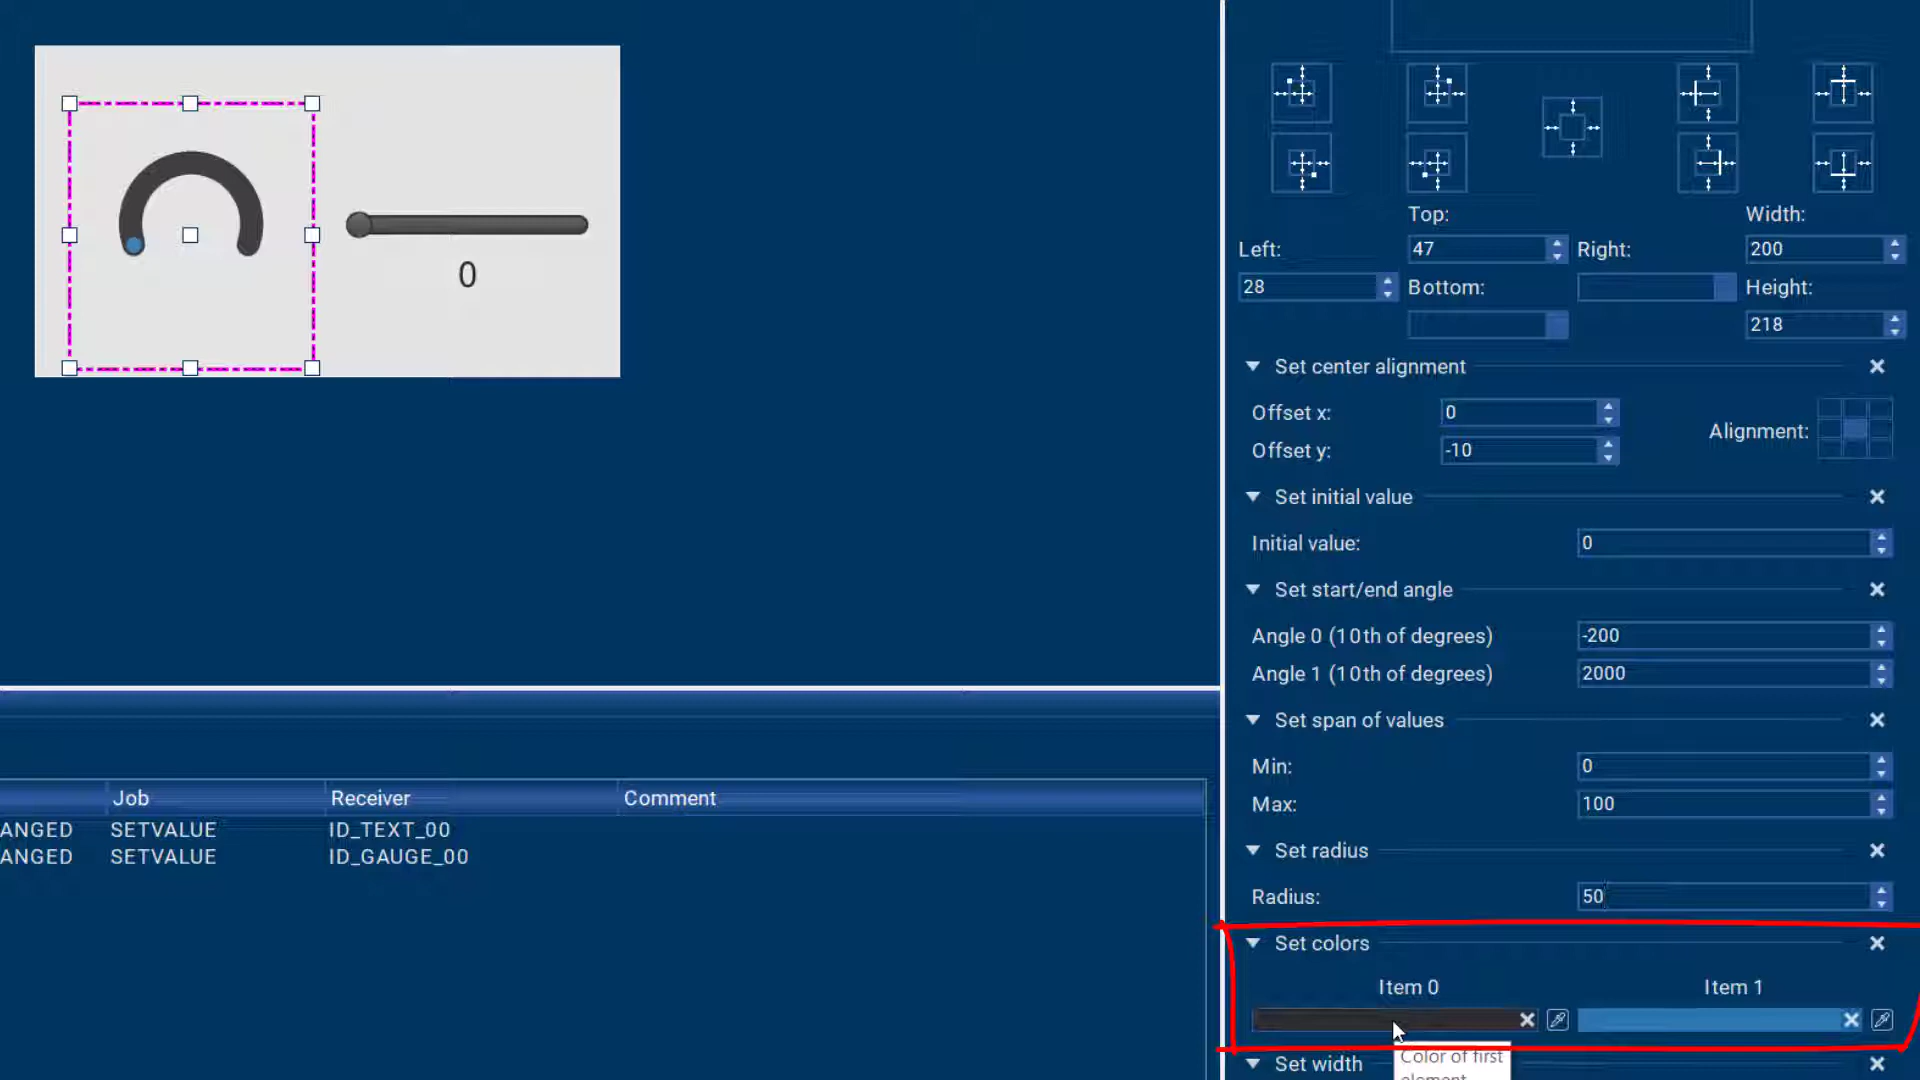 0
Top:
Width:
Left:
47
Right:
200
28
Bottom:
Height:
218
Set center alignment
Offset x:
0
Alignment:
Offset y:
-10
Set initial value
Initial value:
0
Set start/end angle
Angle 0 (10th of degrees)
-200
Angle 1 (10th of degrees)
2000
Set span of values
Min:
0
Max:
100
Set radius
Radius:
50
Set colors
Item 0
Item 1
Set width
Color of first
element
Job
Receiver
Comment
ANGED
SETVALUE
ID_TEXT_00
ANGED
SETVALUE
ID_GAUGE_00